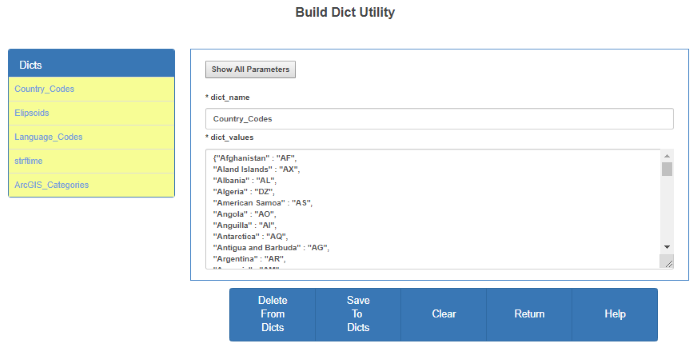 Build Dict Utility
Dicts
Country_Codes
Elipsoids
Language_Codes
strftime
ArcGIS_Categories
Show All Parameters
* dict_name
Country_Codes
* dict_values
{"Afghanistan" : "AF",
"Aland Islands" : "AX",
"Albania" : "AL",
"Algeria" : "DZ",
"American Samoa" : "AS",
"Angola" : "AO",
"Anguilla" : "AI",
"Antarctica" : "AQ",
"Antigua and Barbuda" : "AG",
"Argentina" : "AR",
Delete
From
Dicts
Save
To
Dicts
Clear
Return
Help